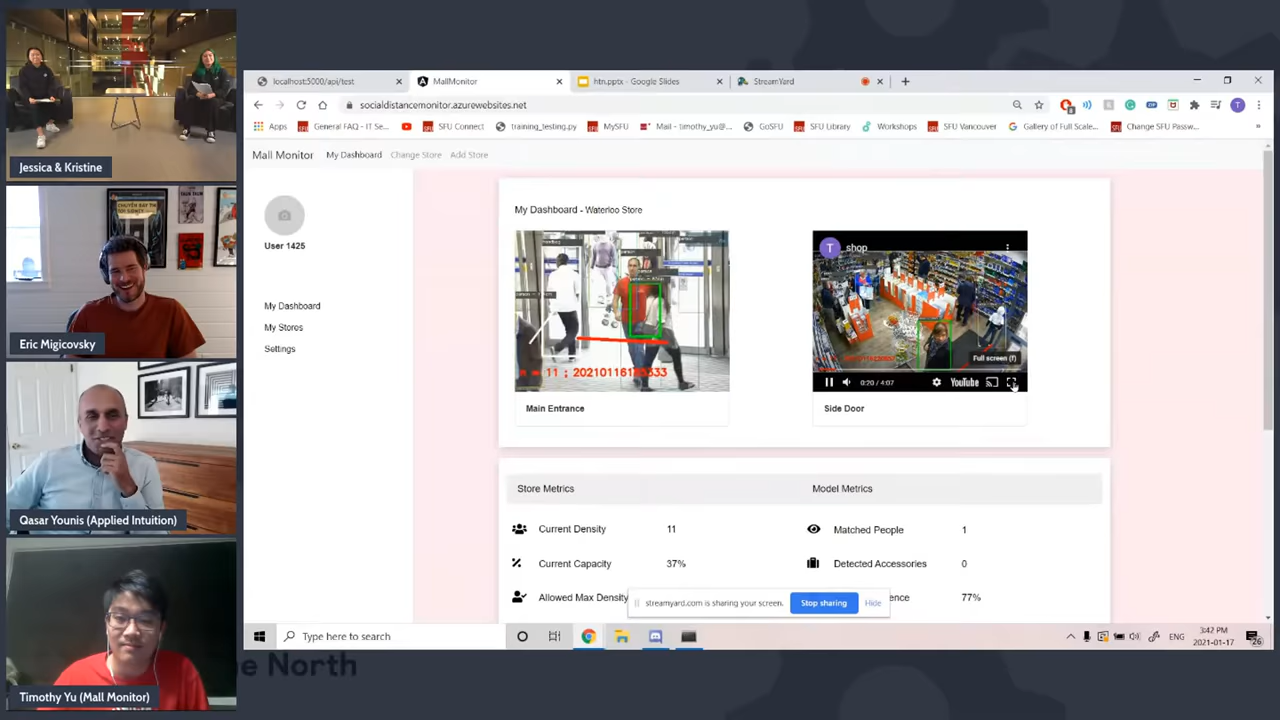 Jessica & Kristine
Eric Migicovsky
Qasar Younis (Applied Intuition)
Timothy Yu (Mall Monitor)
e North
localhost:5000/api/test
MallMonitor
htn.pptx - Google Slides
StreamYard
socialdistancemonitor.azurewebsites.net
Apps
General FAQ - IT Se...
SFU Connect
training_testing.py
MySFU
Mail - timothy_yu@...
GoSFU
SFU Library
Workshops
SFU Vancouver
Gallery of Full Scale...
Change SFU Passw...
Mall Monitor
My Dashboard
Change Store
Add Store
User 1425
My Dashboard
My Stores
Settings
My Dashboard - Waterloo Store
Main Entrance
T
shop
Full screen (f)
0:20 / 4:07
YouTube
Side Door
Store Metrics
Model Metrics
Current Density
11
Matched People
1
Current Capacity
37%
Detected Accessories
0
Allowed Max Density
ence
77%
streamyard.com is sharing your screen.
Stop sharing
Hide
Type here to search
ENG
3:42 PM
2021-01-17